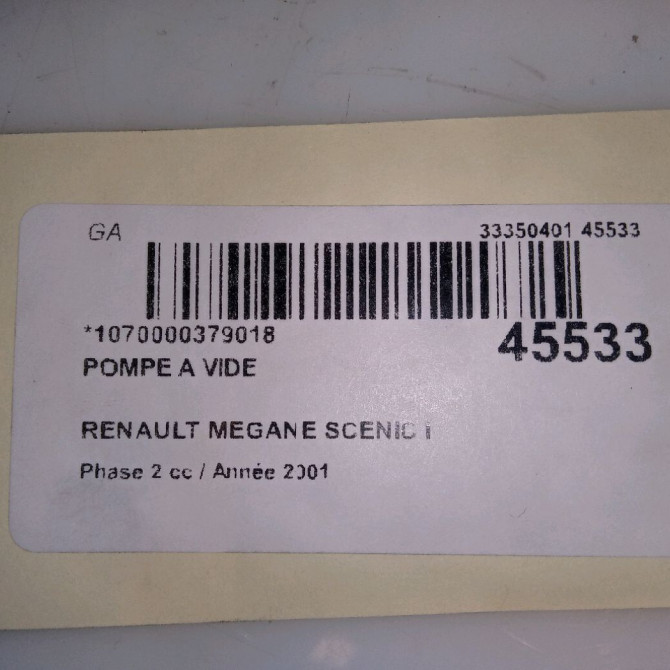 GA
33350401 45533
*1070000379018
45533
POMPE A VIDE
RENAULT MEGANE SCENIC I
Phase 2 cc / Année 2001